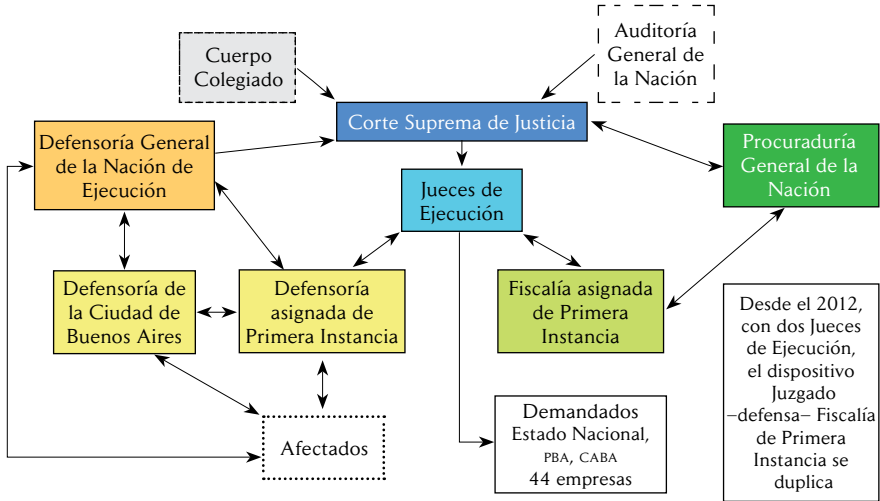 Cuerpo
Colegiado
Auditoría
General de
la Nación
Corte Suprema de Justicia
Defensoría General
de la Nación de
Ejecución
Procuraduría
General de la
Nación
Jueces de
Ejecución
Defensoría de
la Ciudad de
Buenos Aires
Defensoría
asignada de
Primera Instancia
Fiscalía asignada
de Primera
Instancia
Desde el 2012,
con dos Jueces
de Ejecución,
el dispositivo
Juzgado
–defensa– Fiscalía
de Primera
Instancia se
duplica
Afectados
Demandados
Estado Nacional,
PBA, CABA
44 empresas